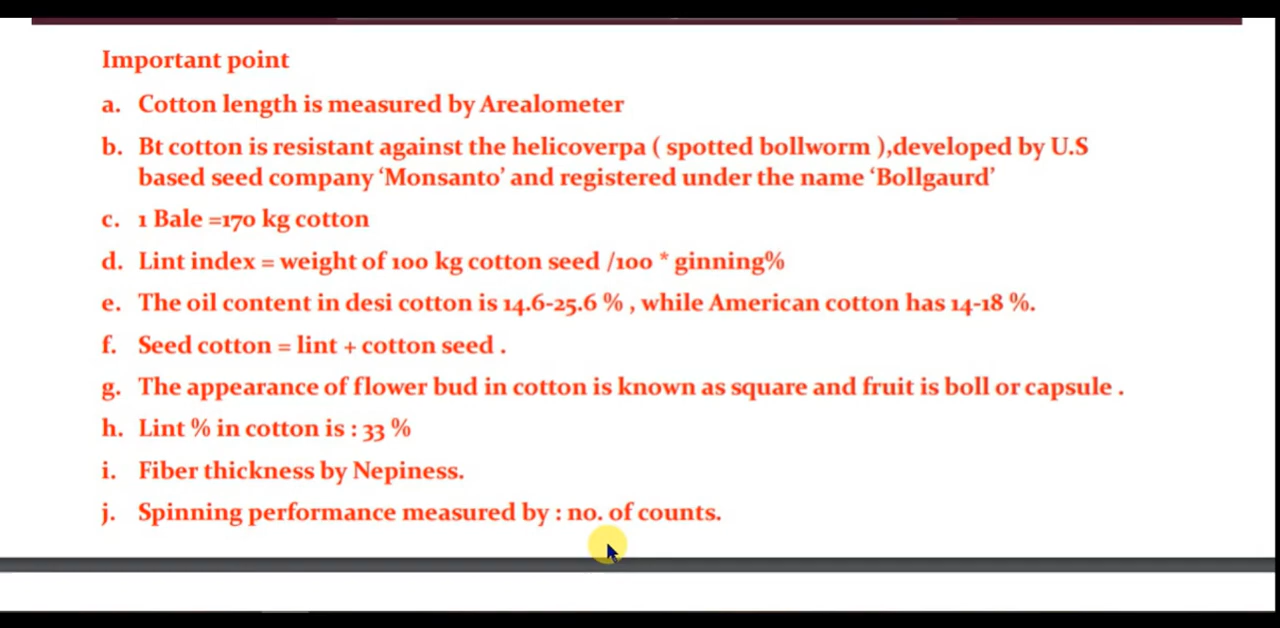 Important point
a. Cotton length is measured by Arealometer
b. Bt cotton is resistant against the helicoverpa ( spotted bollworm ),developed by U.S
based seed company ‘Monsanto’ and registered under the name ‘Bollgaurd’
c. 1 Bale =170 kg cotton
d. Lint index = weight of 100 kg cotton seed /100 * ginning%
e. The oil content in desi cotton is 14.6-25.6 % , while American cotton has 14-18 %.
f. Seed cotton = lint + cotton seed .
g. The appearance of flower bud in cotton is known as square and fruit is boll or capsule .
h. Lint % in cotton is : 33 %
i. Fiber thickness by Nepiness.
j. Spinning performance measured by : no. of counts.